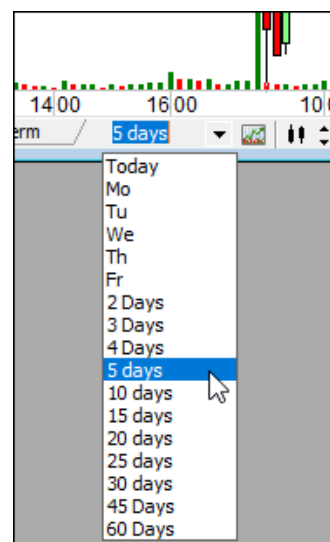 14:00 16:00 10:
erm 5 days
Today
Mo
Tu
We
Th
Fr
2 Days
3 Days
4 Days
5 days
10 days
15 days
20 days
25 days
30 days
45 Days
60 Days